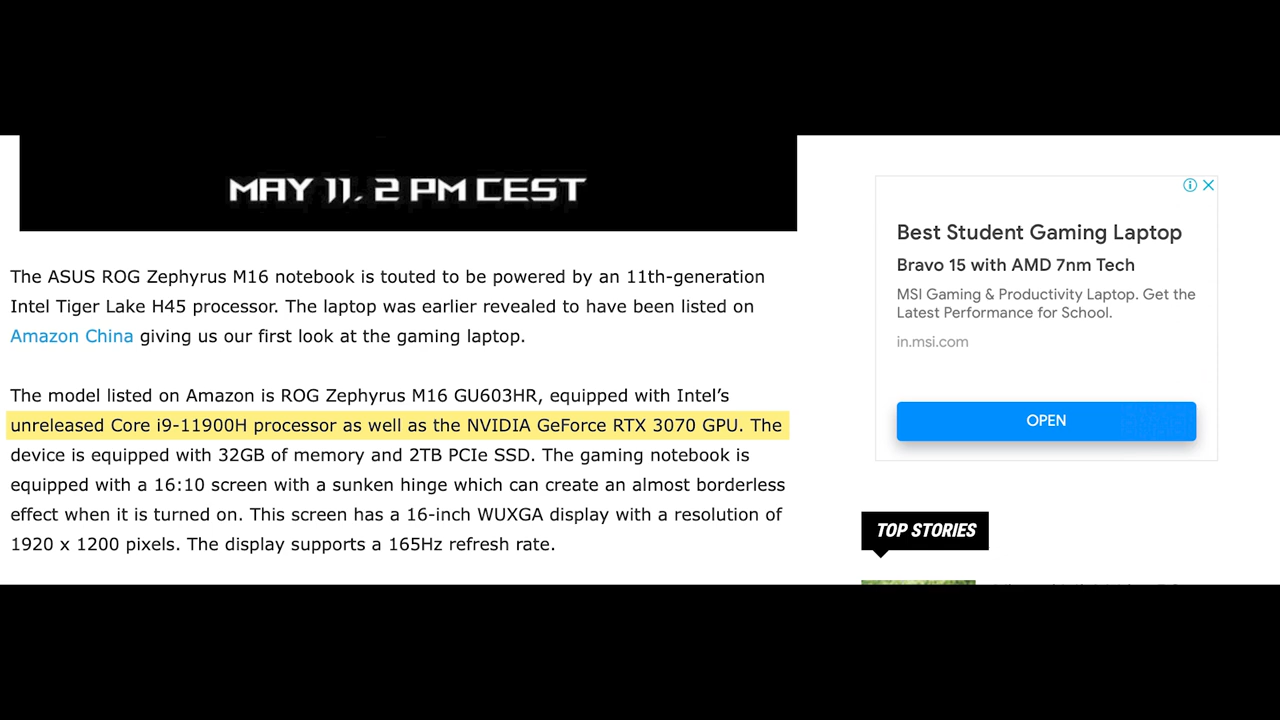 MAY 11, 2 PM CEST
The ASUS ROG Zephyrus M16 notebook is touted to be powered by an 11th-generation
Intel Tiger Lake H45 processor. The laptop was earlier revealed to have been listed on
Amazon China giving us our first look at the gaming laptop.
The model listed on Amazon is ROG Zephyrus M16 GU603HR, equipped with Intel’s
unreleased Core i9-11900H processor as well as the NVIDIA GeForce RTX 3070 GPU. The
device is equipped with 32GB of memory and 2TB PCIe SSD. The gaming notebook is
equipped with a 16:10 screen with a sunken hinge which can create an almost borderless
effect when it is turned on. This screen has a 16-inch WUXGA display with a resolution of
1920 x 1200 pixels. The display supports a 165Hz refresh rate.
Best Student Gaming Laptop
Bravo 15 with AMD 7nm Tech
MSI Gaming & Productivity Laptop. Get the
Latest Performance for School.
in.msi.com
OPEN
TOP STORIES